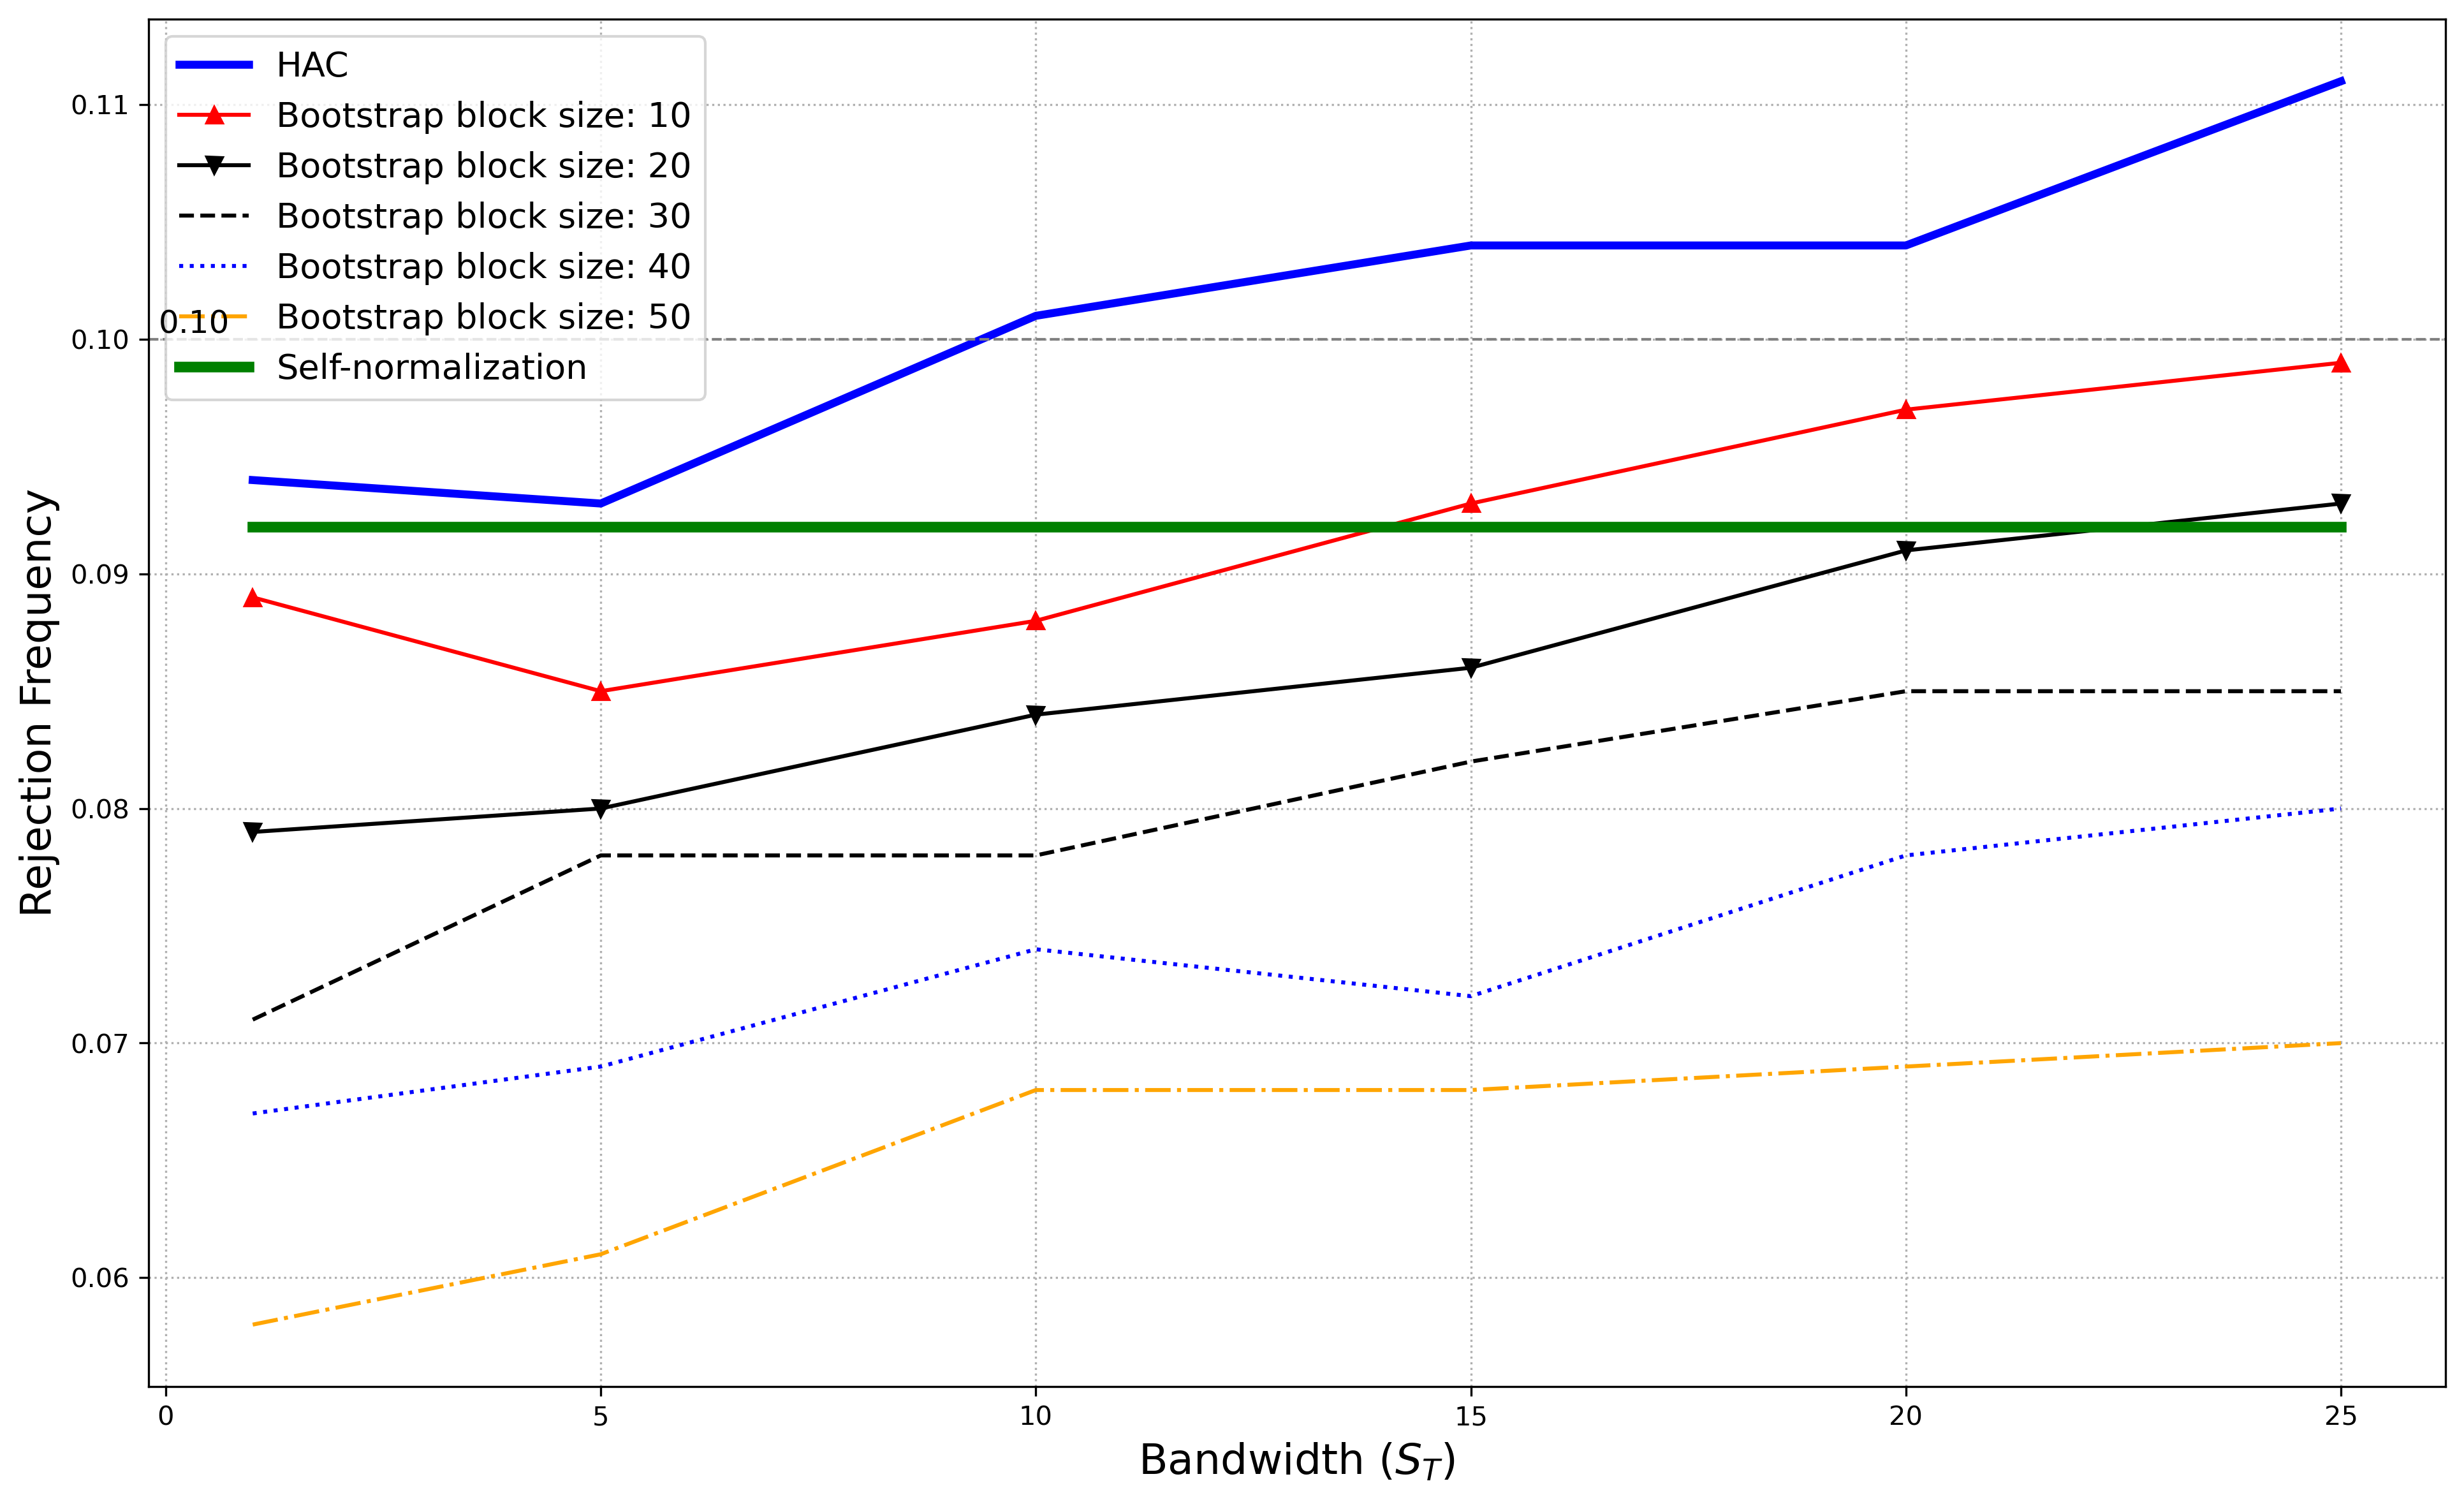 HAC
Bootstrap block size: 10
Bootstrap block size: 20
Bootstrap block size: 30
Bootstrap block size: 40
Bootstrap block size: 50
Self-normalization
0.10
0.11
0.10
0.09
0.08
0.07
0.06
Rejection Frequency
0 5 10 15 20 25
Bandwidth (S_T)